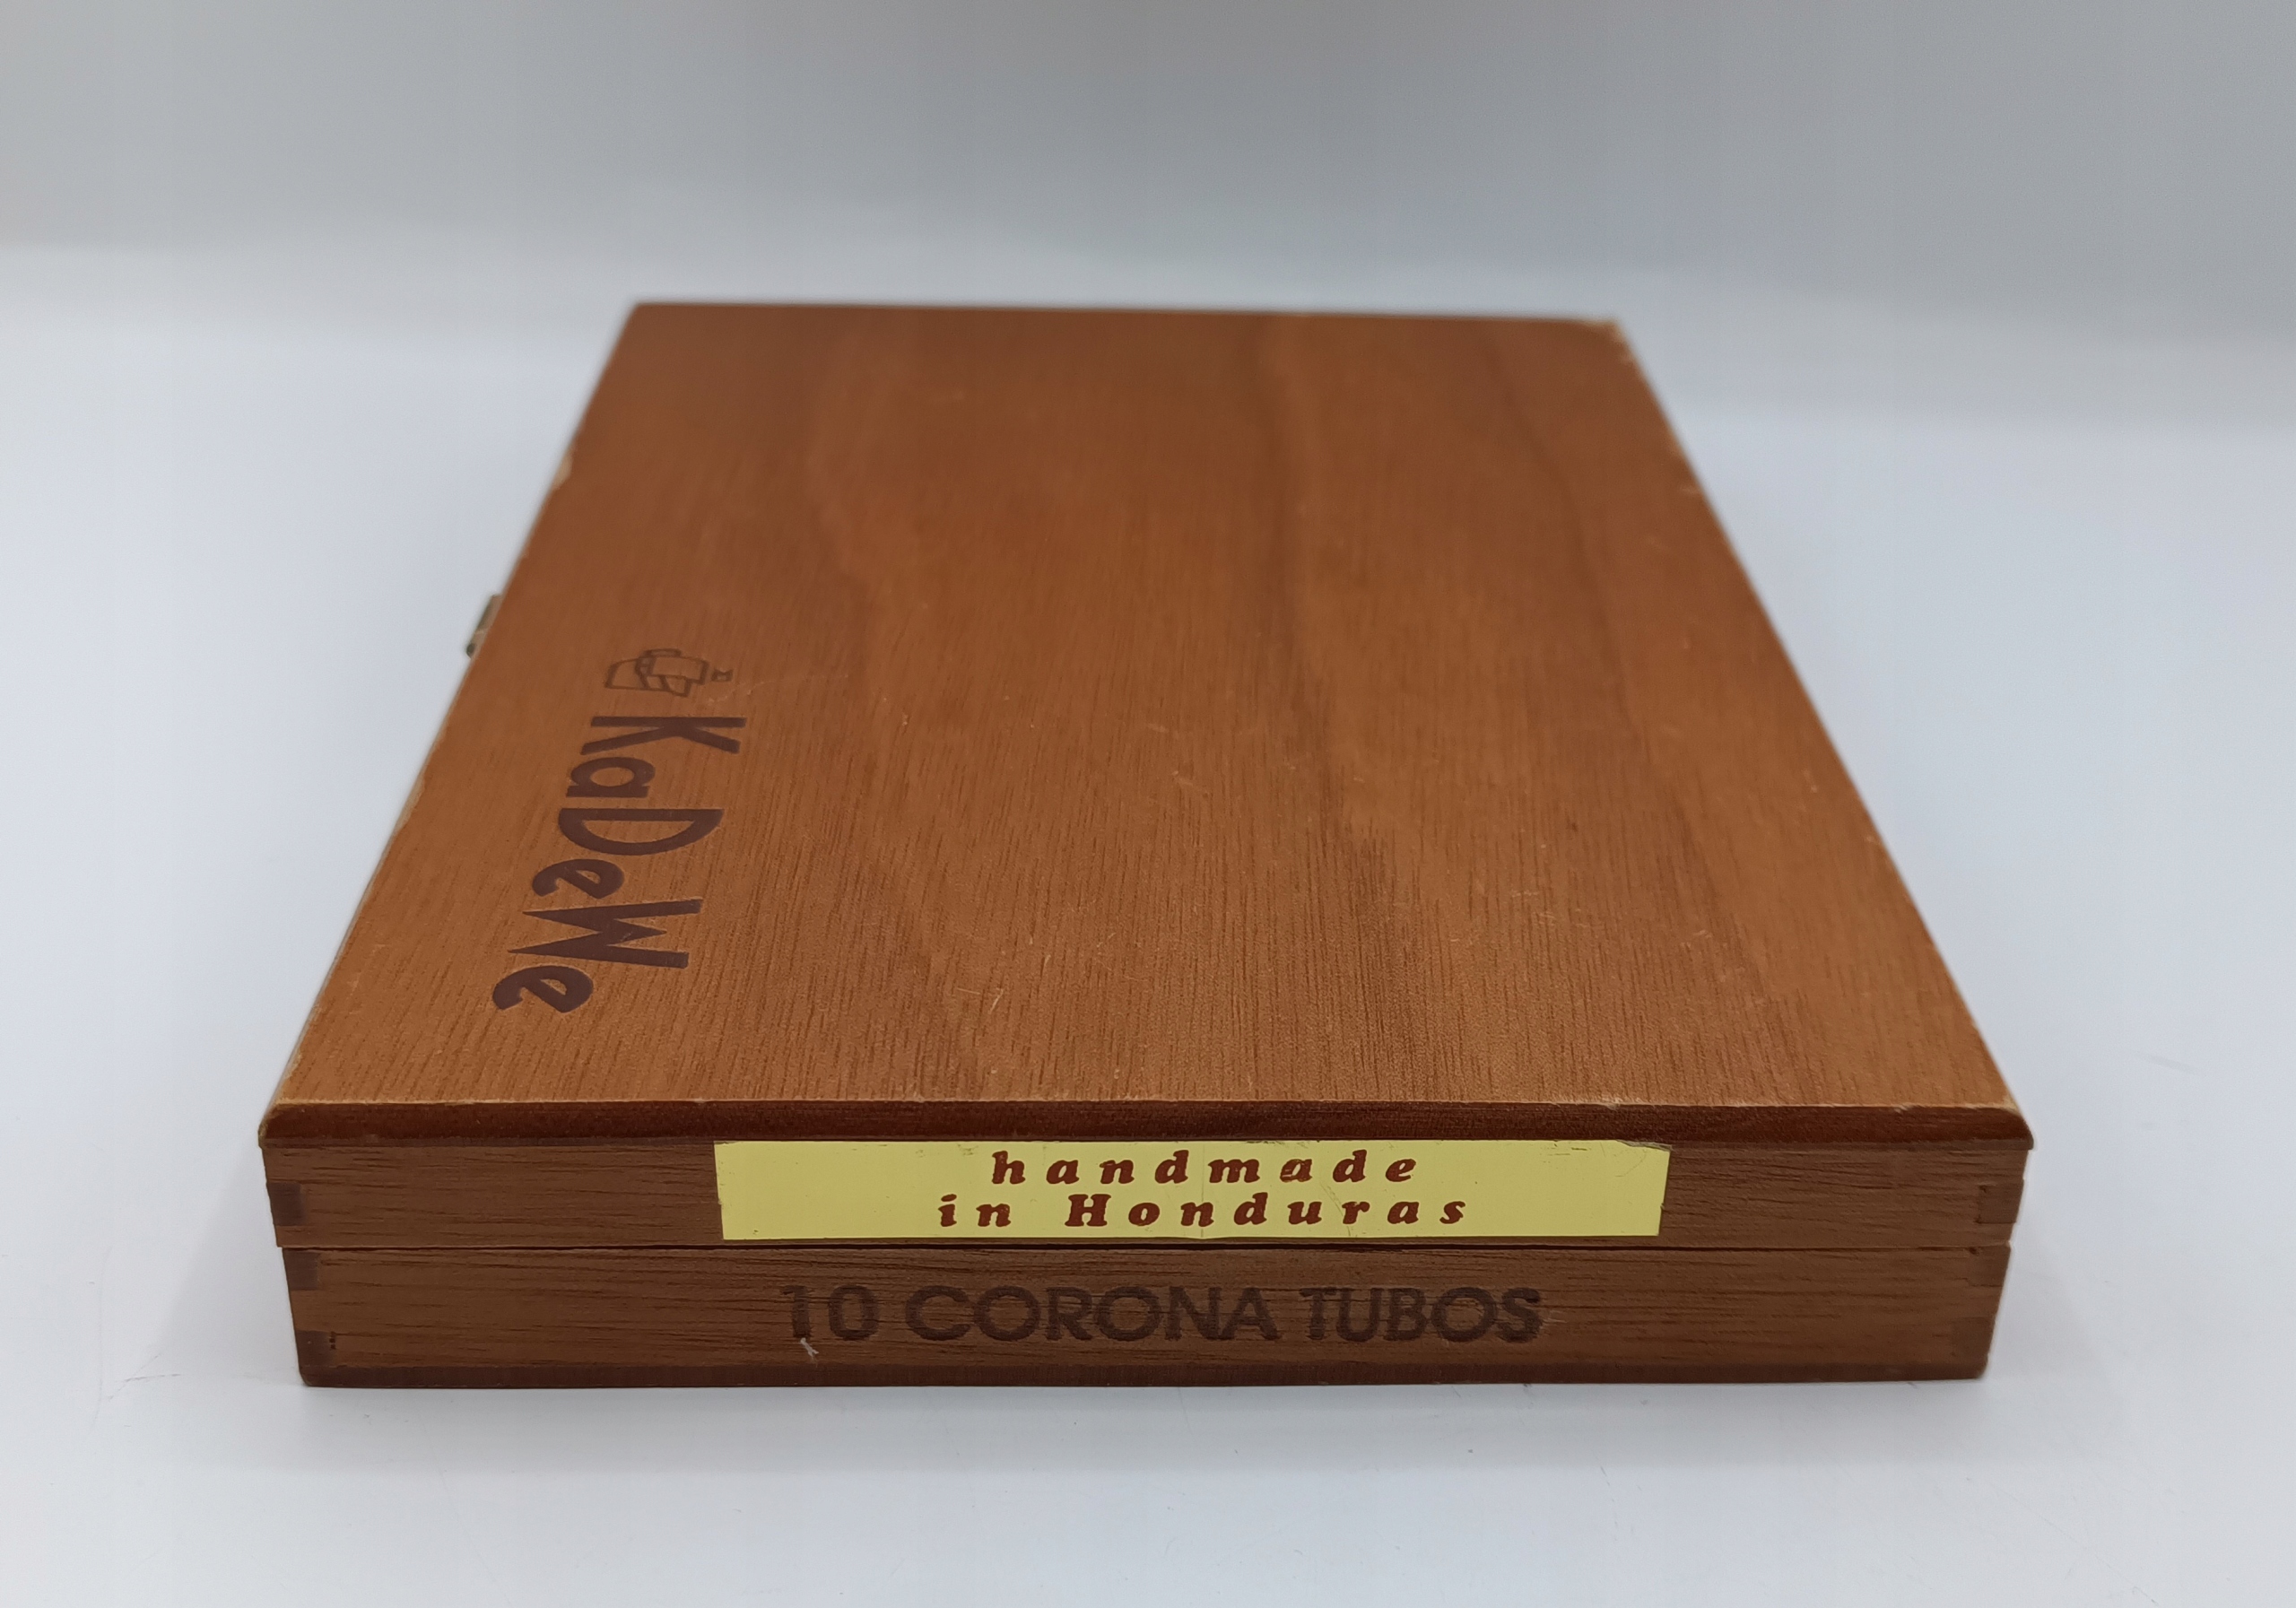 KaDeWe
handmade
in Honduras
10 CORONA TUBOS